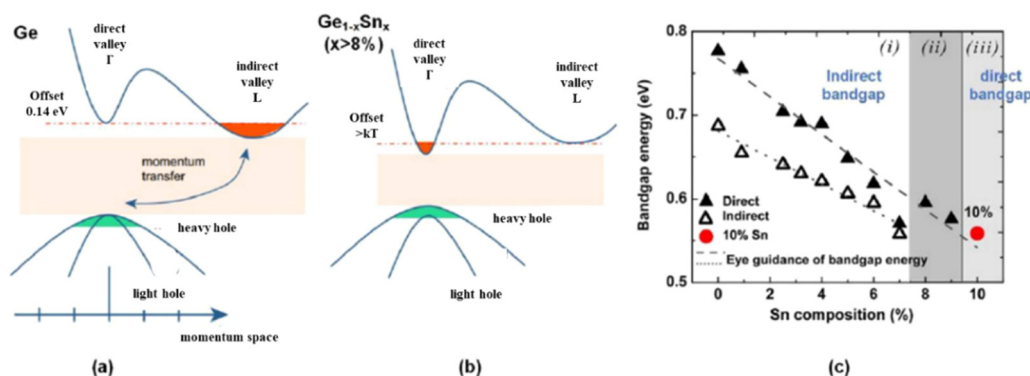 Ge
direct
valley
Γ
indirect
valley
L
Offset
0.14 eV
momentum
transfer
heavy hole
light hole
momentum space
(a)
Ge1-xSnx
(x>8%)
direct
valley
Γ
indirect
valley
L
Offset
>kT
heavy hole
light hole
(b)
0.8
0.7
0.6
0.5
Bandgap energy (eV)
(i)
(ii)
(iii)
Indirect
bandgap
direct
bandgap
10%
Direct
Indirect
10% Sn
Eye guidance of bandgap energy
0 2 4 6 8 10
Sn composition (%)
(c)